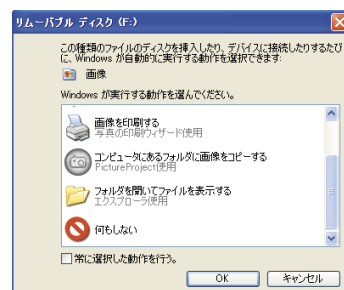 リムーバブル ディスク (F:)
この種類のファイルのディスクを挿入したり、デバイスに接続したりするたび
に、Windows が自動的に実行する動作を選択できます:
画像
Windows が実行する動作を選んでください。
画像を印刷する
写真の印刷ウィザード使用
コンピュータにあるフォルダに画像をコピーする
PictureProject使用
フォルダを開いてファイルを表示する
エクスプローラ使用
何もしない
常に選択した動作を行う。
OK
キャンセル